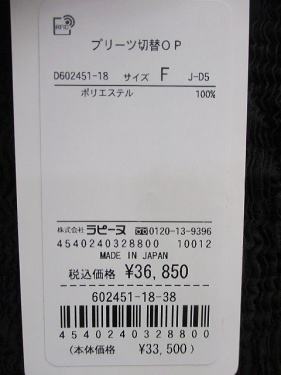 RFID
プリーツ切替OP
D602451-18 サイズ F J-D5
ポリエステル 100%
株式会社 ラピーヌ 0120-13-9396
4540240328800 10012
MADE IN JAPAN
税込価格 ¥36,850
602451-18-38
4540240328800
(本体価格 ¥33,500)